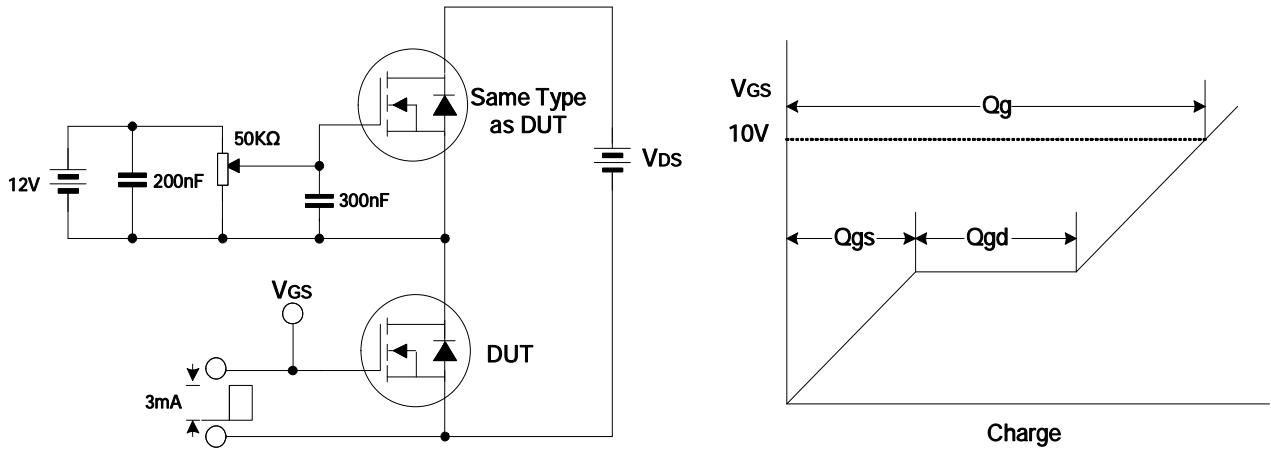 Same Type
as DUT
50KΩ
12V
200nF
300nF
VDS
VGS
DUT
3mA
VGS
10V
Qg
Qgs
Qgd
Charge